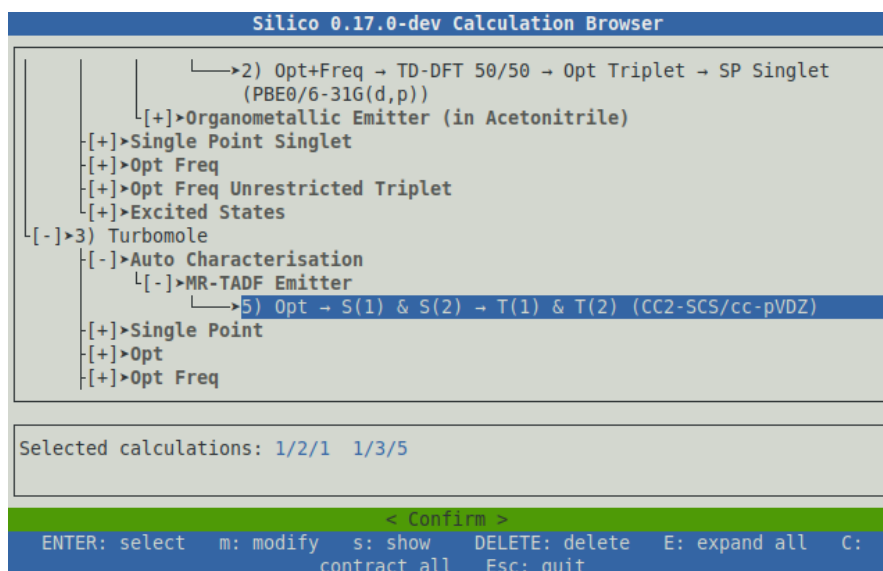 Silico 0.17.0-dev Calculation Browser
2) Opt+Freq → TD-DFT 50/50 → Opt Triplet → SP Singlet
(PBE0/6-31G(d,p))
[+]➤Organometallic Emitter (in Acetonitrile)
[+]➤Single Point Singlet
[+]➤Opt Freq
[+]➤Opt Freq Unrestricted Triplet
[+]➤Excited States
[-]➤3) Turbomole
[-]➤Auto Characterisation
[-]➤MR-TADF Emitter
5) Opt → S(1) & S(2) → T(1) & T(2) (CC2-SCS/cc-pVDZ)
[+]➤Single Point
[+]➤Opt
[+]➤Opt Freq
Selected calculations: 1/2/1 1/3/5
< Confirm >
ENTER: select m: modify s: show DELETE: delete E: expand all C:
contract all Esc: quit